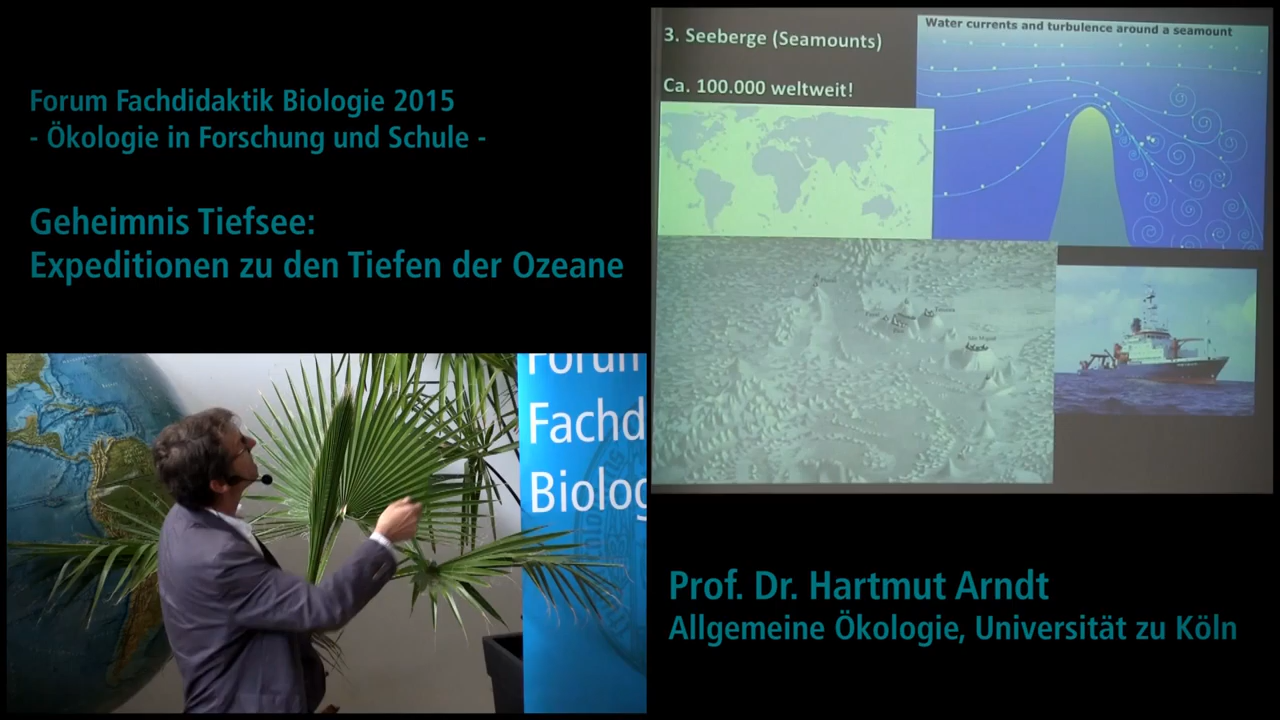 Forum Fachdidaktik Biologie 2015
- Ökologie in Forschung und Schule -
Geheimnis Tiefsee:
Expeditionen zu den Tiefen der Ozeane
3. Seeberge (Seamounts)
Ca. 100.000 weltweit!
Water currents and turbulence around a seamount
Forum
Fachd
Biolog
Prof. Dr. Hartmut Arndt
Allgemeine Ökologie, Universität zu Köln